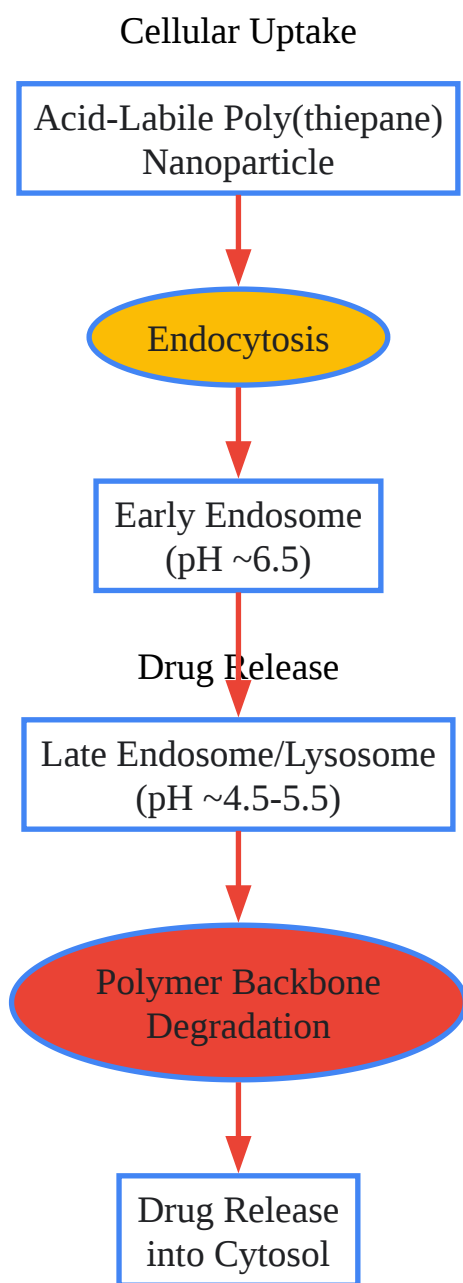 Cellular Uptake
Acid-Labile Poly(thiepane)
Nanoparticle
Endocytosis
Early Endosome
(pH ~6.5)
Drug Release
Late Endosome/Lysosome
(pH ~4.5-5.5)
Polymer Backbone
Degradation
Drug Release
into Cytosol